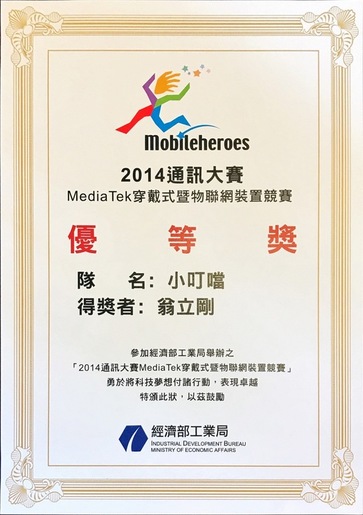 Mobileheroes
2014通訊大賽
MediaTek穿戴式暨物聯網裝置競賽
優等獎
隊名：小叮噹
得獎者：翁立剛
參加經濟部工業局舉辦之
「2014通訊大賽MediaTek穿戴式暨物聯網裝置競賽」
勇於將科技夢想付諸行動，表現卓越
特頒此狀，以茲鼓勵
經濟部工業局
INDUSTRIAL DEVELOPMENT BUREAU
MINISTRY OF ECONOMIC AFFAIRS